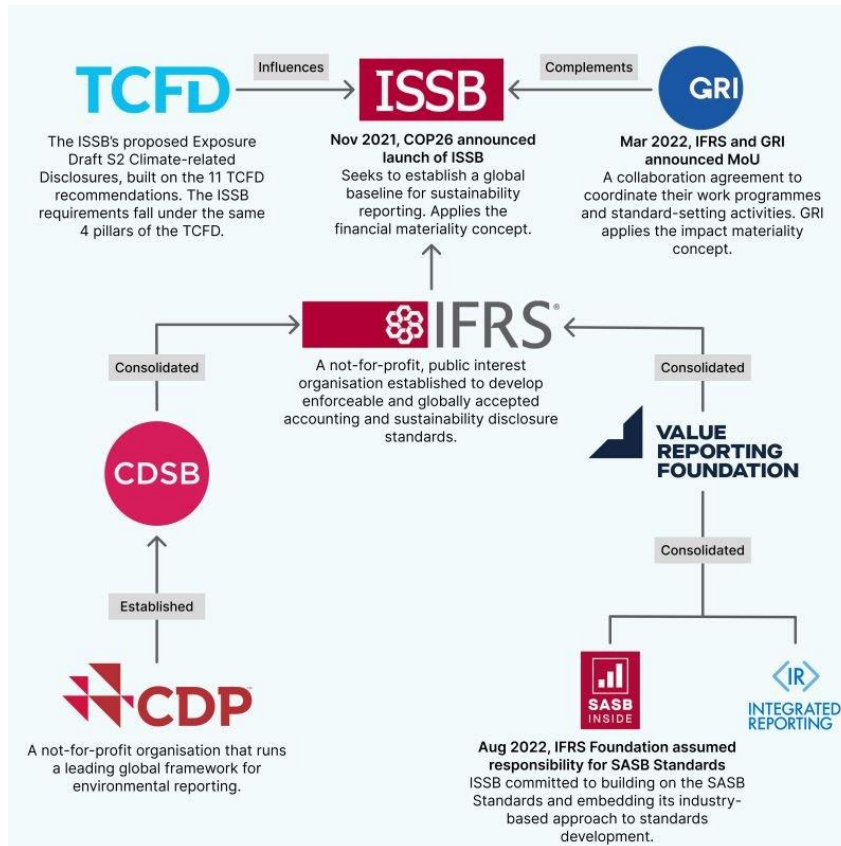 TCFD
Influences
ISSB
Complements
GRI
The ISSB's proposed Exposure
Draft S2 Climate-related
Disclosures, built on the 11 TCFD
recommendations. The ISSB
requirements fall under the same
4 pillars of the TCFD.
Nov 2021, COP26 announced
launch of ISSB
Seeks to establish a global
baseline for sustainability
reporting. Applies the
financial materiality concept.
Mar 2022, IFRS and GRI
announced MoU
A collaboration agreement to
coordinate their work programmes
and standard-setting activities. GRI
applies the impact materiality
concept.
IFRS®
A not-for-profit, public interest
organisation established to develop
enforceable and globally accepted
accounting and sustainability disclosure
standards.
Consolidated
Consolidated
CDSB
VALUE
REPORTING
FOUNDATION
Consolidated
Established
CDP
A not-for-profit organisation that runs
a leading global framework for
environmental reporting.
SASB
INSIDE
<IR>
INTEGRATED
REPORTING
Aug 2022, IFRS Foundation assumed
responsibility for SASB Standards
ISSB committed to building on the SASB
Standards and embedding its industry-
based approach to standards
development.